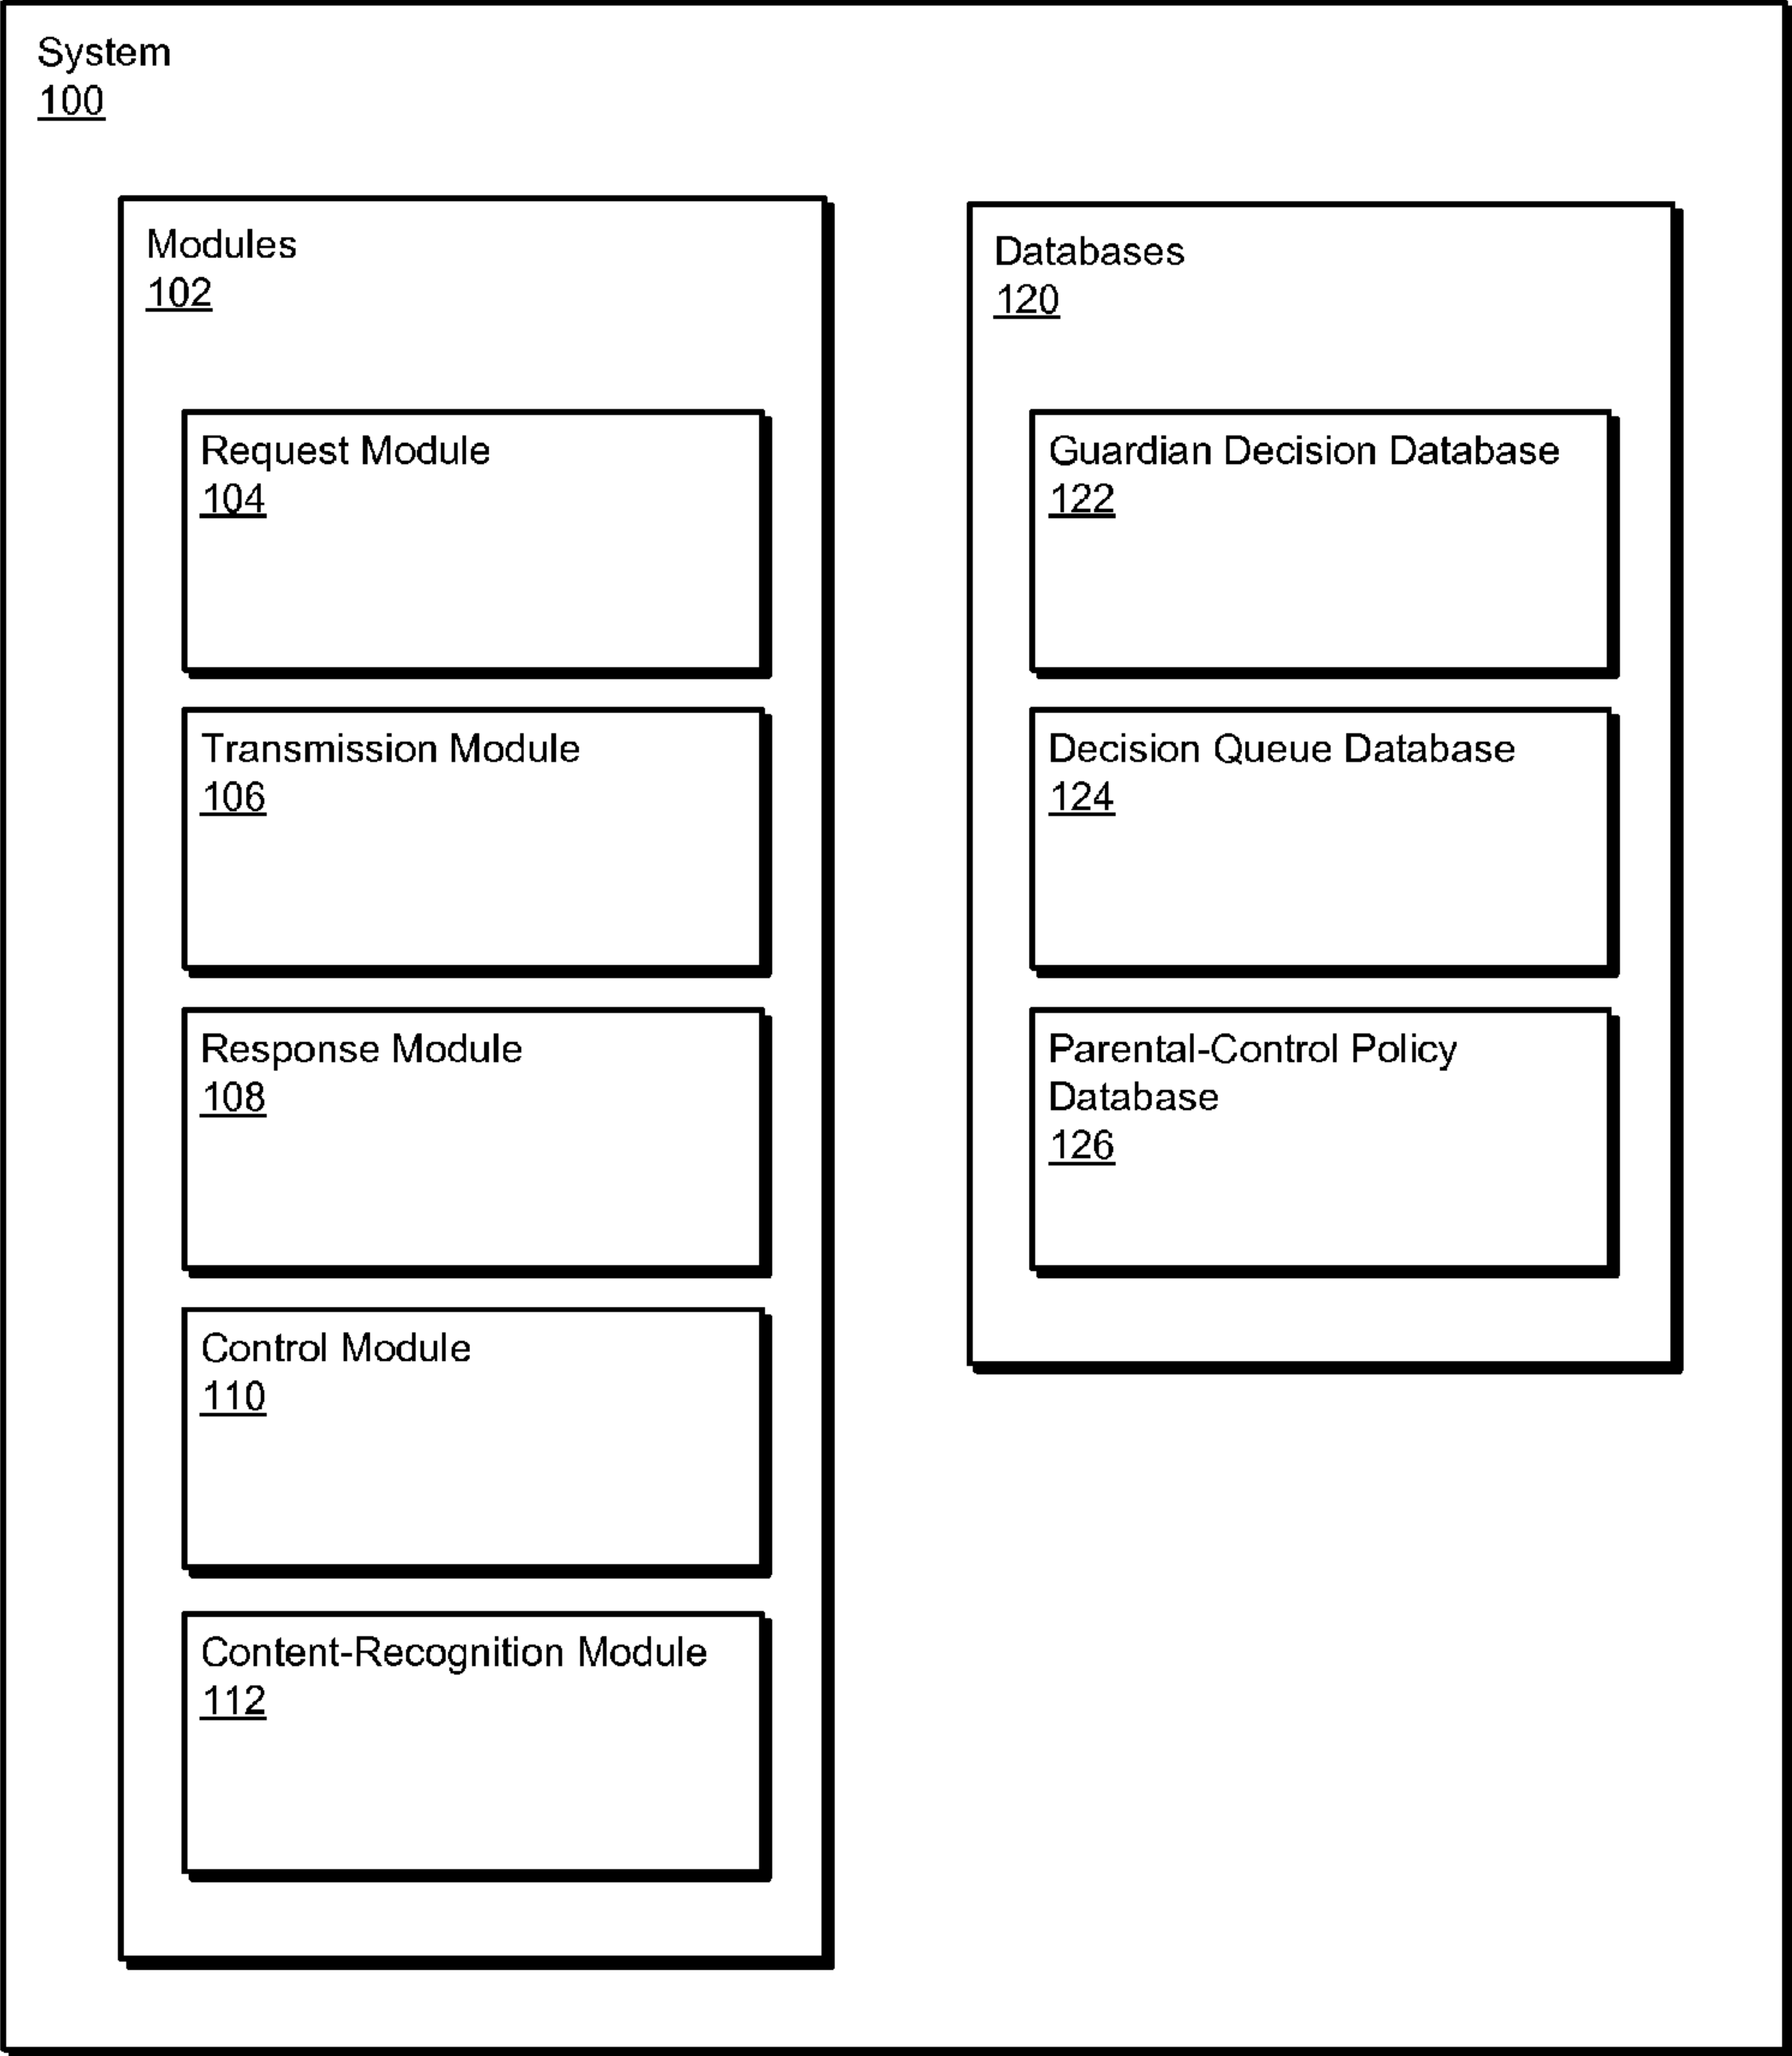 System
100
Modules
102
Request Module
104
Transmission Module
106
Response Module
108
Control Module
110
Content-Recognition Module
112
Databases
120
Guardian Decision Database
122
Decision Queue Database
124
Parental-Control Policy
Database
126